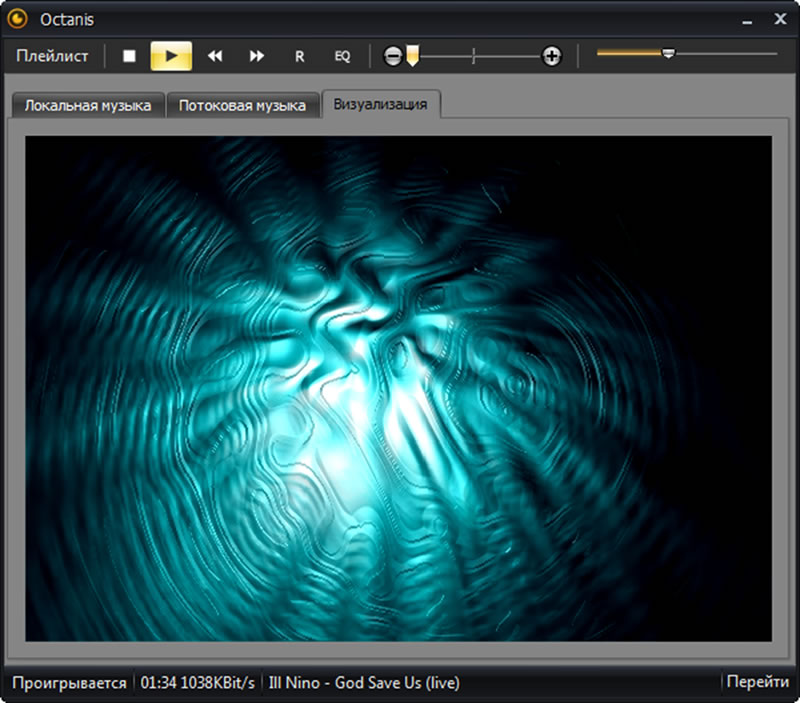 Octanis
Плейлист R EQ
Локальная музыка Потоковая музыка Визуализация
Проигрывается 01:34 1038KBit/s Ill Nino - God Save Us (live) Перейти